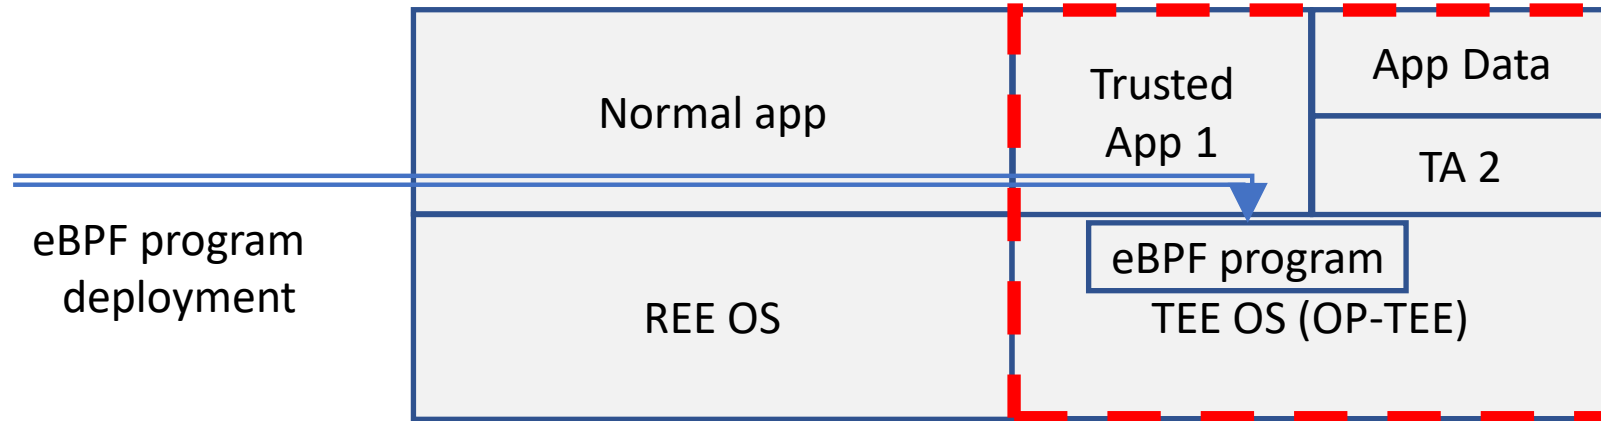 Normal app
Trusted
App 1
App Data
TA 2
eBPF program
deployment
REE OS
eBPF program
TEE OS (OP-TEE)